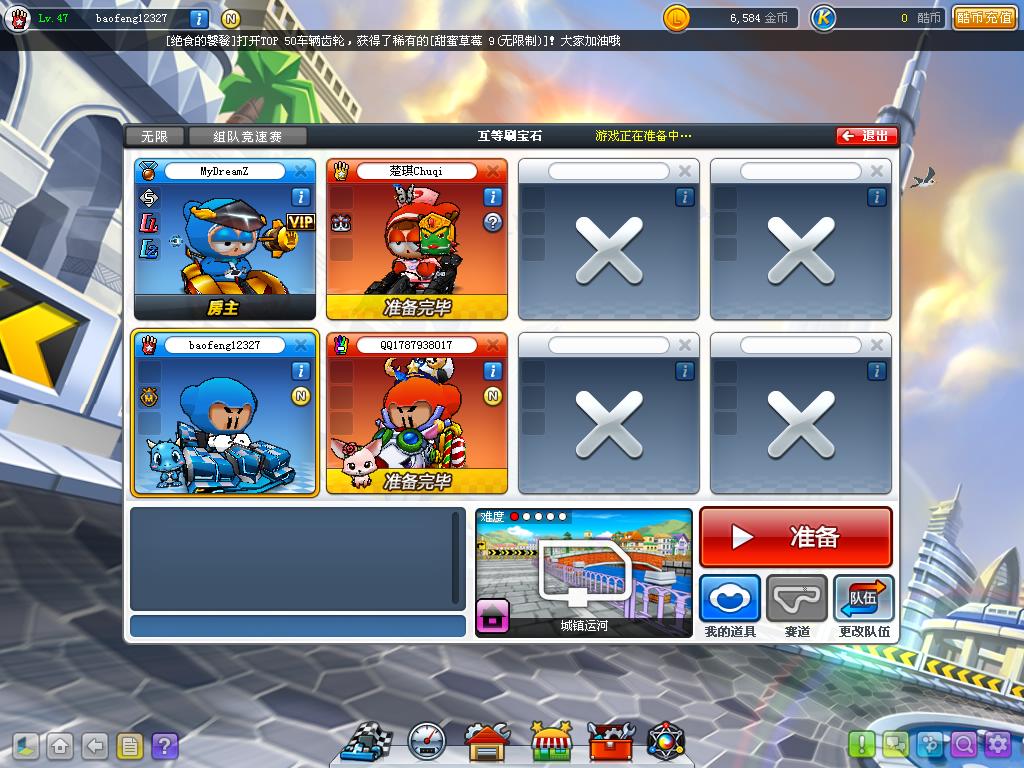 Lv.47 baofeng12327 i N L 6,584 金币 K 0 酷币 酷币充值
[绝食的饕餮]打开TOP 50车辆齿轮，获得了稀有的[甜蜜草莓 9(无限制)]! 大家加油哦
无限 组队竞速赛 互等刷宝石 游戏正在准备中… 退出
MyDreamZ 楚琪Chuqi
S i VIP i ?
L1
L2
房主 准备完毕
baofeng12327 QQ1787938017
M i N i N
准备完毕
难度
城镇运河
准备
队伍
我的道具 赛道 更改队伍